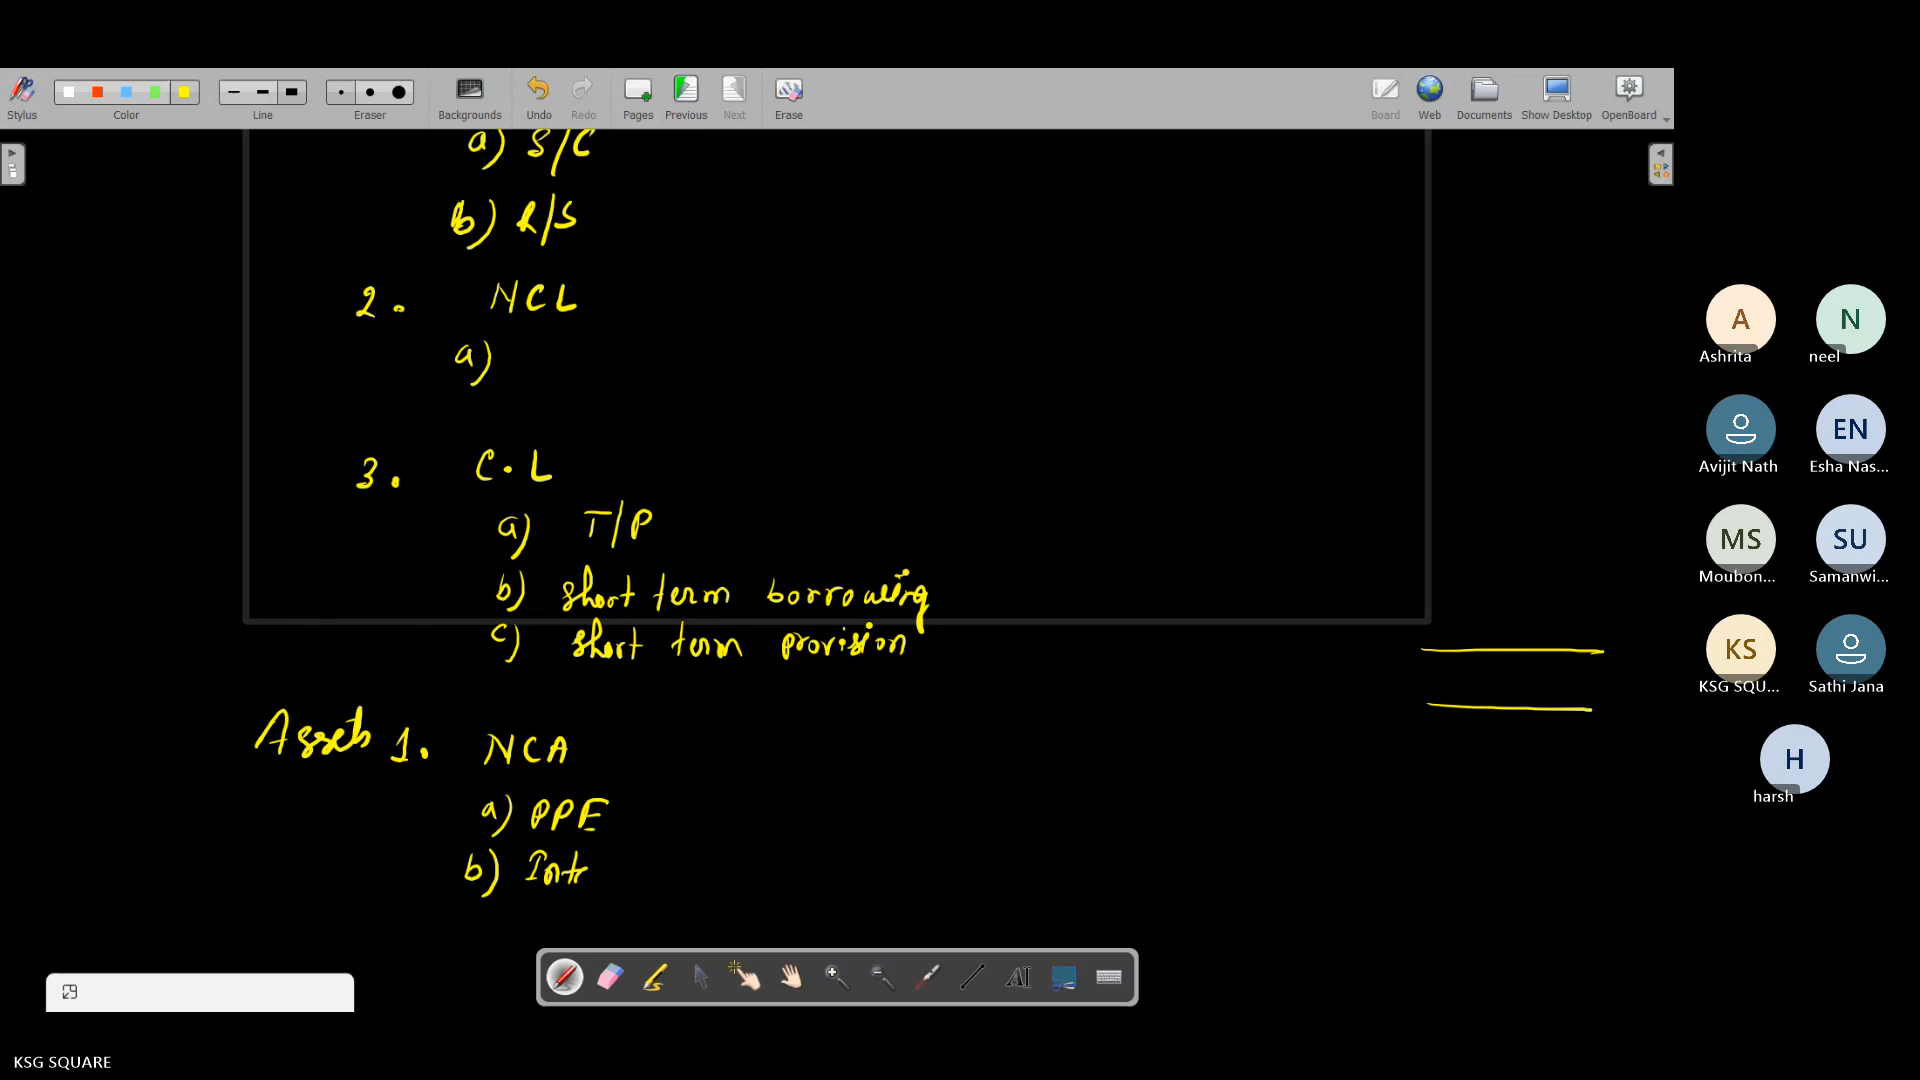 Stylus
Color
Line
Eraser
Backgrounds
Undo
Redo
Pages
Previous
Next
Erase
Board
Web
Documents
Show Desktop
OpenBoard
a) S/C
b) R/S
2. NCL
a)
3. C.L
a) T/P
b) short term borrowing
c) short term provision
Assets 1. NCA
a) PPE
b) Int
A
Ashrita
N
neel
Avijit Nath
EN
Esha Nas...
MS
Moubon...
SU
Samanwi...
KS
KSG SQU...
Sathi Jana
H
harsh
AI
KSG SQUARE